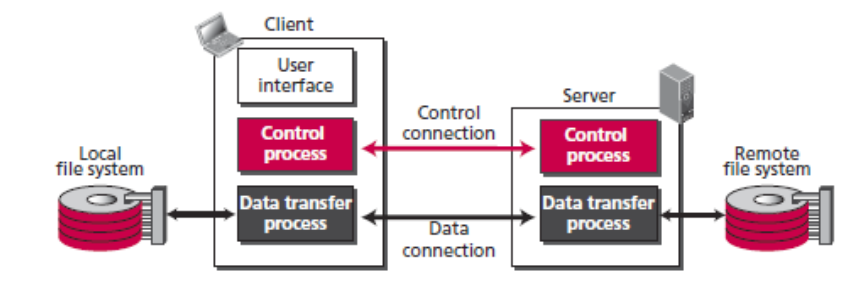 Client
User
interface
Server
Control
connection
Control
process
Control
process
Local
file system
Remote
file system
Data transfer
process
Data transfer
process
Data
connection